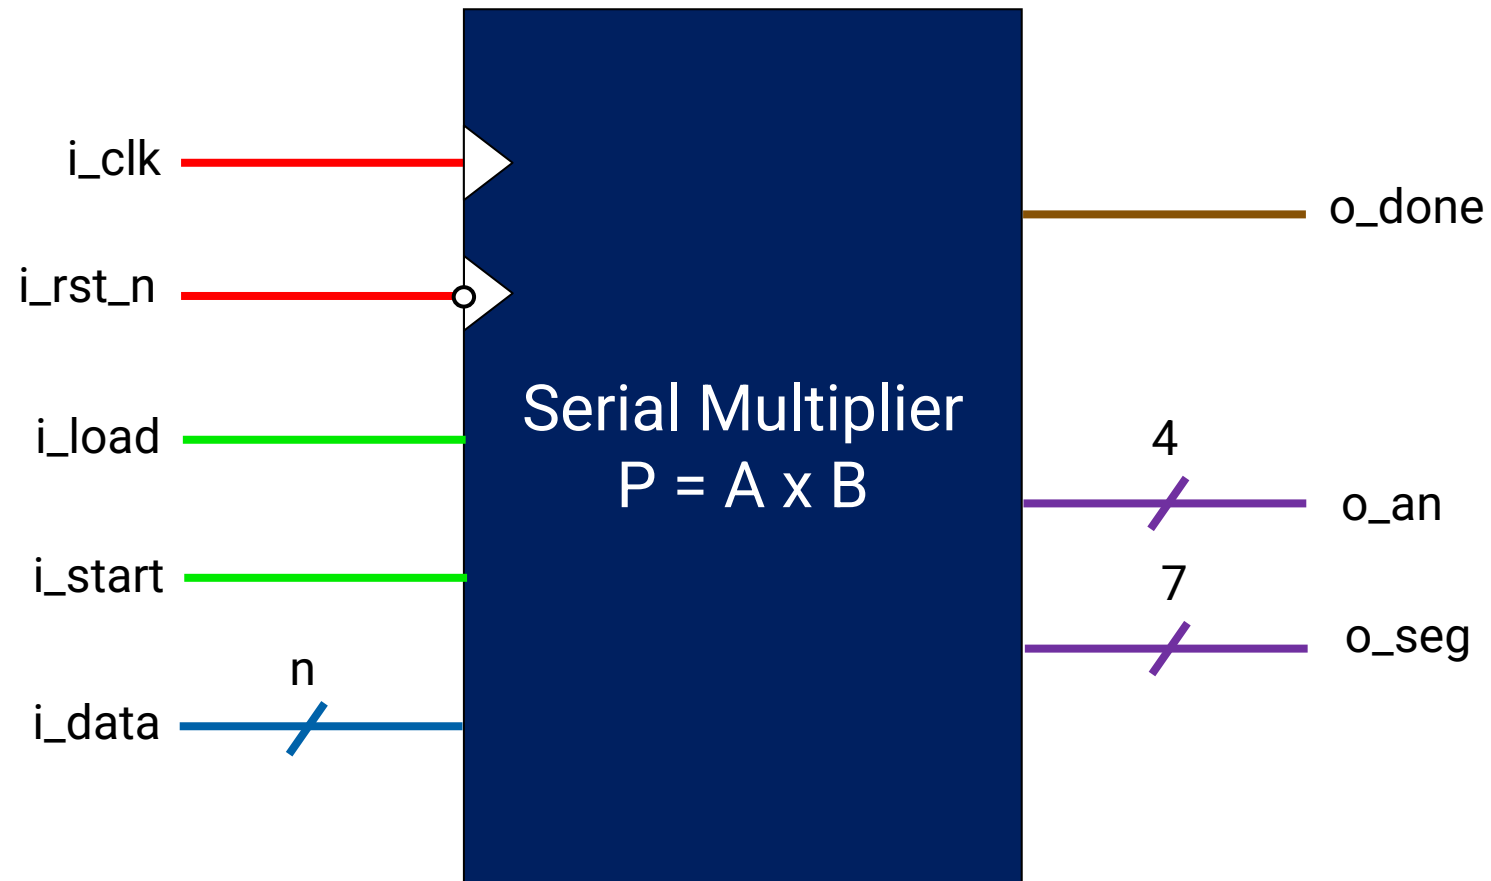 i_clk
i_rst_n
i_load
i_start
n
i_data
Serial Multiplier
P = A x B
o_done
4
o_an
7
o_seg